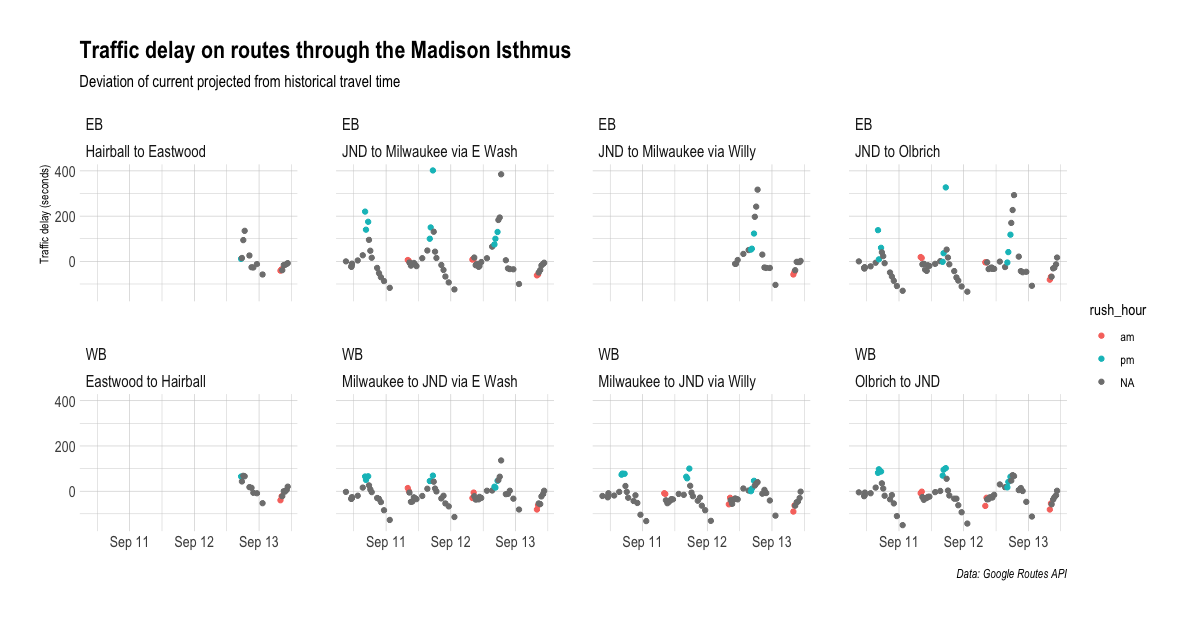 Traffic delay on routes through the Madison Isthmus
Deviation of current projected from historical travel time
EB EB EB EB
Hairball to Eastwood JND to Milwaukee via E Wash JND to Milwaukee via Willy JND to Olbrich
Traffic delay (seconds)
400
200
0
WB WB WB WB
Eastwood to Hairball Milwaukee to JND via E Wash Milwaukee to JND via Willy Olbrich to JND
400
200
0
Sep 11 Sep 12 Sep 13 Sep 11 Sep 12 Sep 13 Sep 11 Sep 12 Sep 13 Sep 11 Sep 12 Sep 13
rush_hour
am
pm
NA
Data: Google Routes API